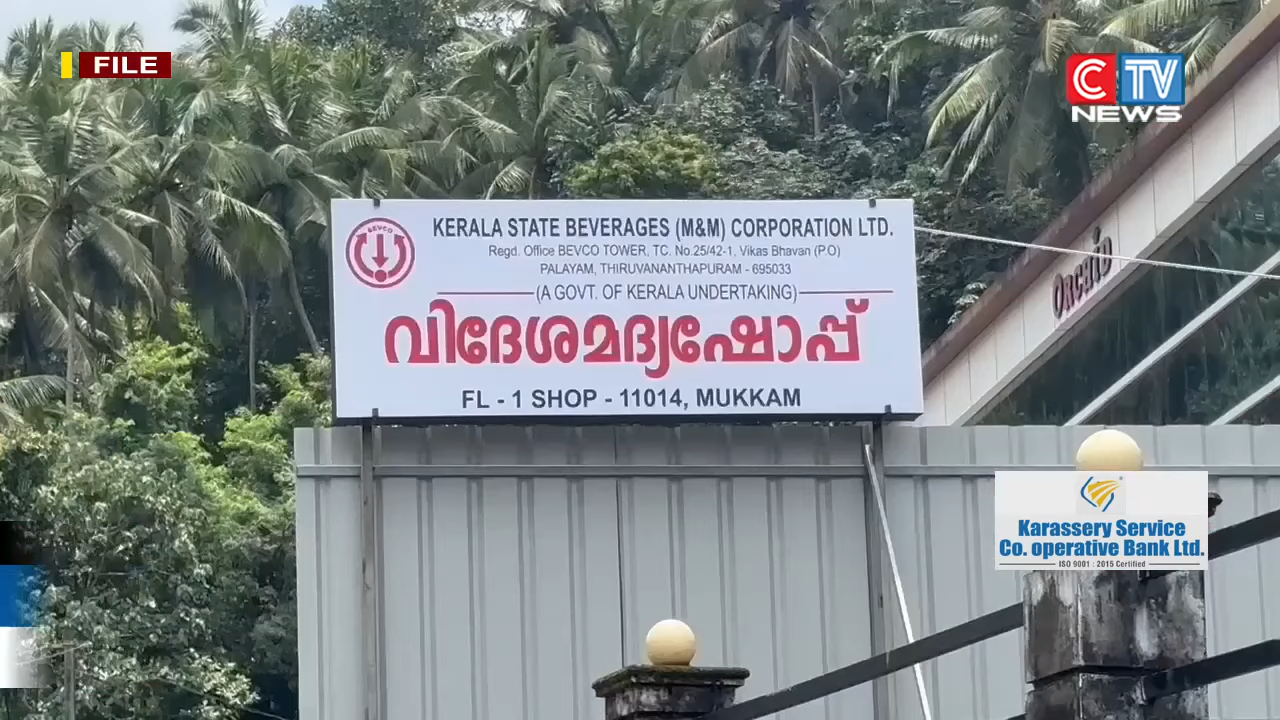 FILE
CTV
NEWS
BEVCO
KERALA STATE BEVERAGES (M&M) CORPORATION LTD.
Regd. Office BEVCO TOWER, TC. No.25/42-1, Vikas Bhavan (P.O)
PALAYAM, THIRUVANANTHAPURAM - 695033
(A GOVT. OF KERALA UNDERTAKING)
വിദേശമദ്യഷോപ്പ്
FL - 1 SHOP - 11014, MUKKAM
ORCHiD
Karassery Service
Co. operative Bank Ltd.
ISO 9001 : 2015 Certified